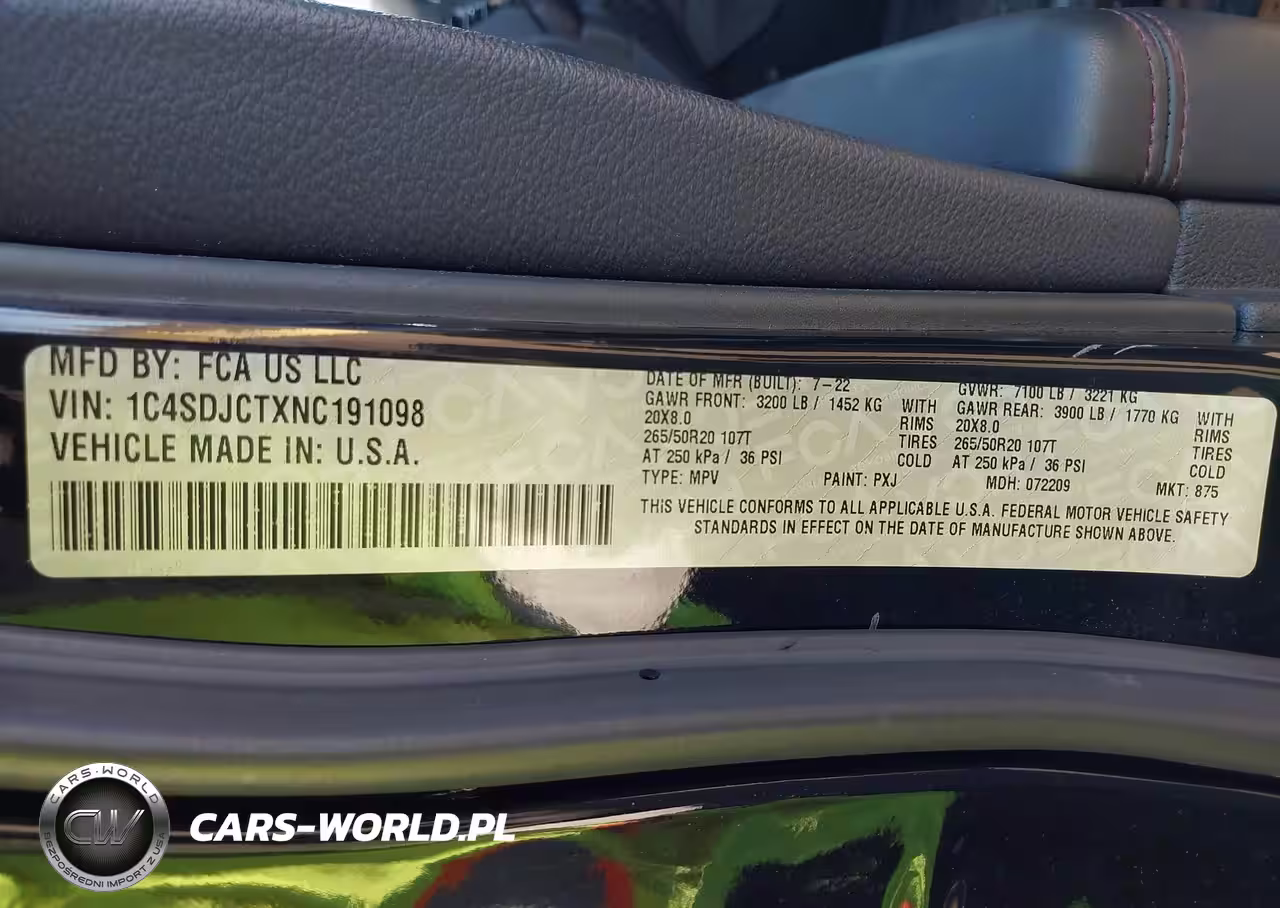 MFD BY: FCA US LLC
VIN: 1C4SDJCTXNC191098
VEHICLE MADE IN: U.S.A.
DATE OF MFR (BUILT): 7-22
GAWR FRONT: 3200 LB / 1452 KG WITH
20X8.0 RIMS
265/50R20 107T TIRES
AT 250 kPa / 36 PSI COLD
GVWR: 7100 LB / 3221 KG
GAWR REAR: 3900 LB / 1770 KG WITH
20X8.0 RIMS
265/50R20 107T TIRES
AT 250 kPa / 36 PSI COLD
TYPE: MPV PAINT: PXJ MDH: 072209 MKT: 875
THIS VEHICLE CONFORMS TO ALL APPLICABLE U.S.A. FEDERAL MOTOR VEHICLE SAFETY
STANDARDS IN EFFECT ON THE DATE OF MANUFACTURE SHOWN ABOVE.
CARS-WORLD
CW
BEZPOŚREDNI IMPORT Z USA
CARS-WORLD.PL